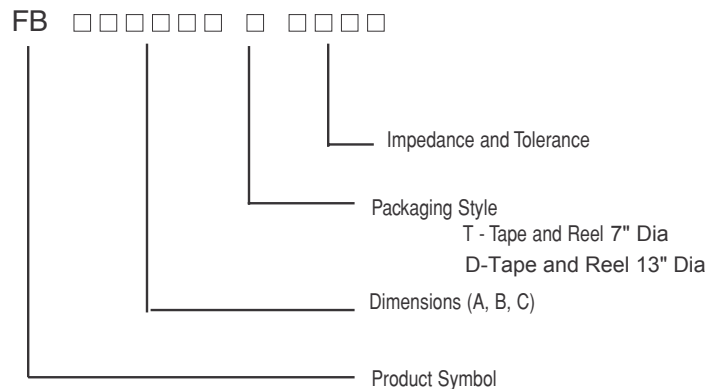 FB □□□□□□ □ □□□□
Impedance and Tolerance
Packaging Style
T - Tape and Reel 7" Dia
D-Tape and Reel 13" Dia
Dimensions (A, B, C)
Product Symbol